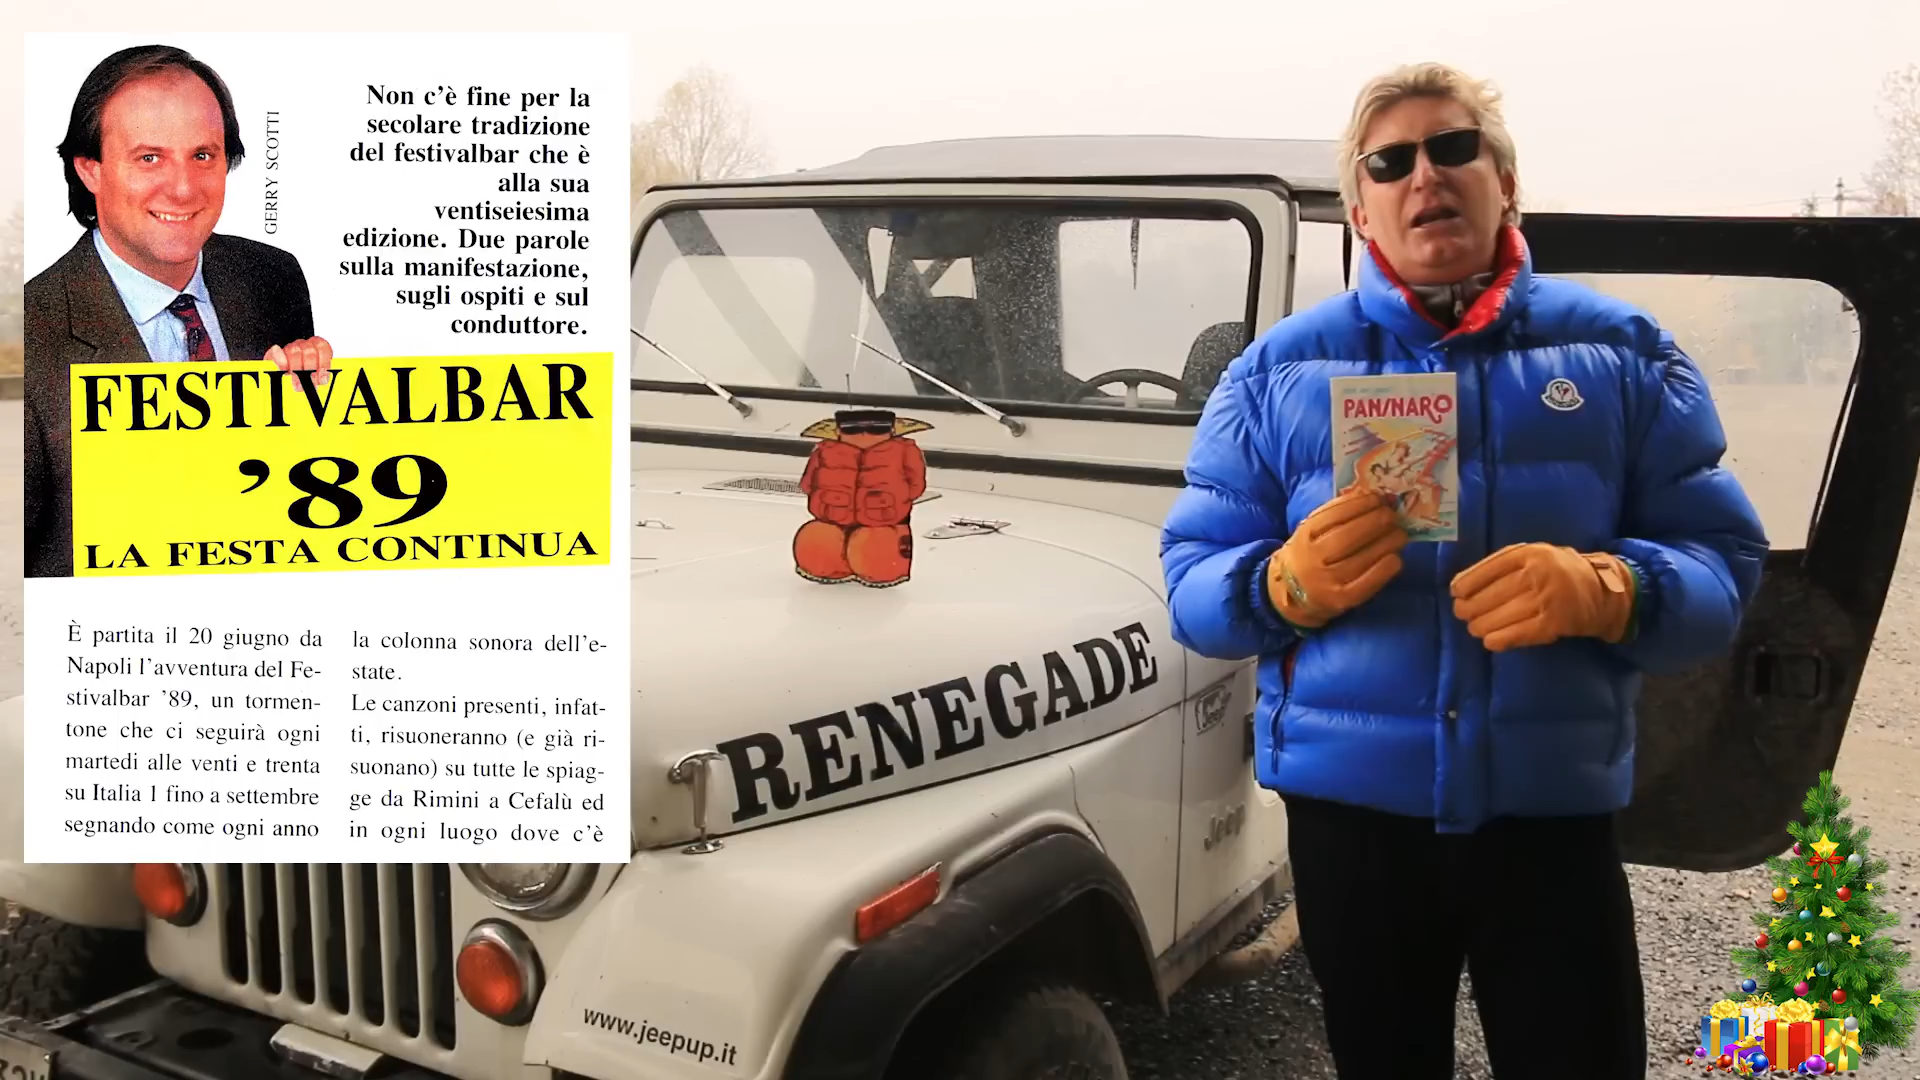 GERRY SCOTTI
Non c'è fine per la
secolare tradizione
del festivalbar che è
alla sua
ventiseiesima
edizione. Due parole
sulla manifestazione,
sugli ospiti e sul
conduttore.
FESTIVALBAR
'89
LA FESTA CONTINUA
È partita il 20 giugno da
Napoli l'avventura del Fe-
stivalbar '89, un tormen-
tone che ci seguirà ogni
martedi alle venti e trenta
su Italia 1 fino a settembre
segnando come ogni anno
la colonna sonora dell'e-
state.
Le canzoni presenti, infat-
ti, risuoneranno (e già ri-
suonano) su tutte le spiag-
ge da Rimini a Cefalù ed
in ogni luogo dove c'è
PANINARO
RENEGADE
Jeep
Jeep
www.jeepup.it